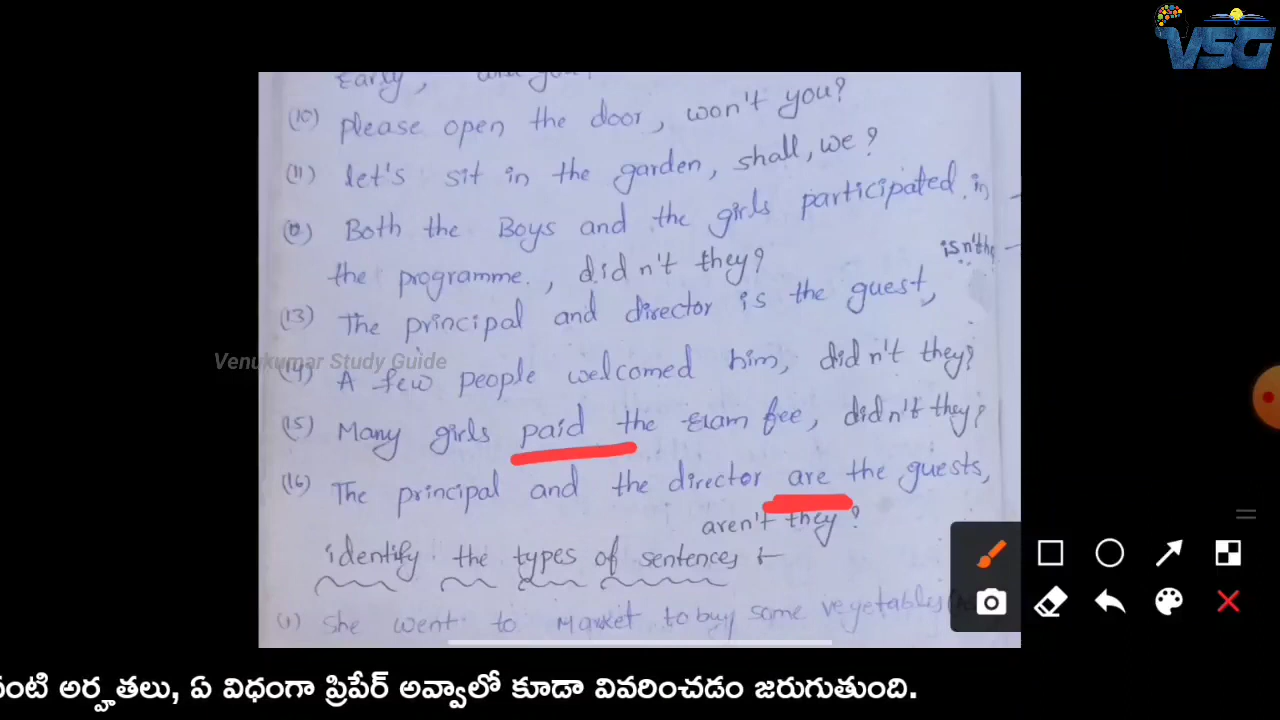 VSG
Early,
(10) please open the door, won't you?
(11) let's sit in the garden, shall, we?
Both the Boys and the girls participated in
the programme., didn't they?
isn't he
(13) The principal and director is the guest,
Venukumar Study Guide
(14) A few people welcomed him, didn't they?
(15) Many girls paid the Exam fee, didn't they?
(16) The principal and the director are the guests,
aren't they?
identify the types of sentences
(1) She went to Market to buy some vegetables
అర్హతలు, ఏ విధంగా ప్రిపేర్ అవ్వాలో కూడా వివరించడం జరుగుతుంది.